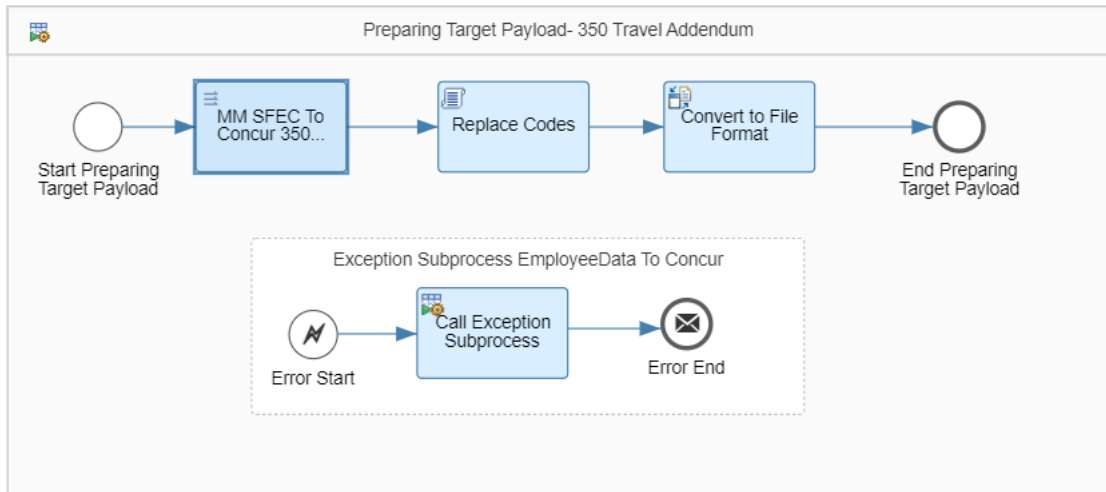 Preparing Target Payload- 350 Travel Addendum
MM SFEC To
Concur 350...
Replace Codes
Convert to File
Format
Start Preparing
Target Payload
End Preparing
Target Payload
Exception Subprocess EmployeeData To Concur
Call Exception
Subprocess
Error Start
Error End